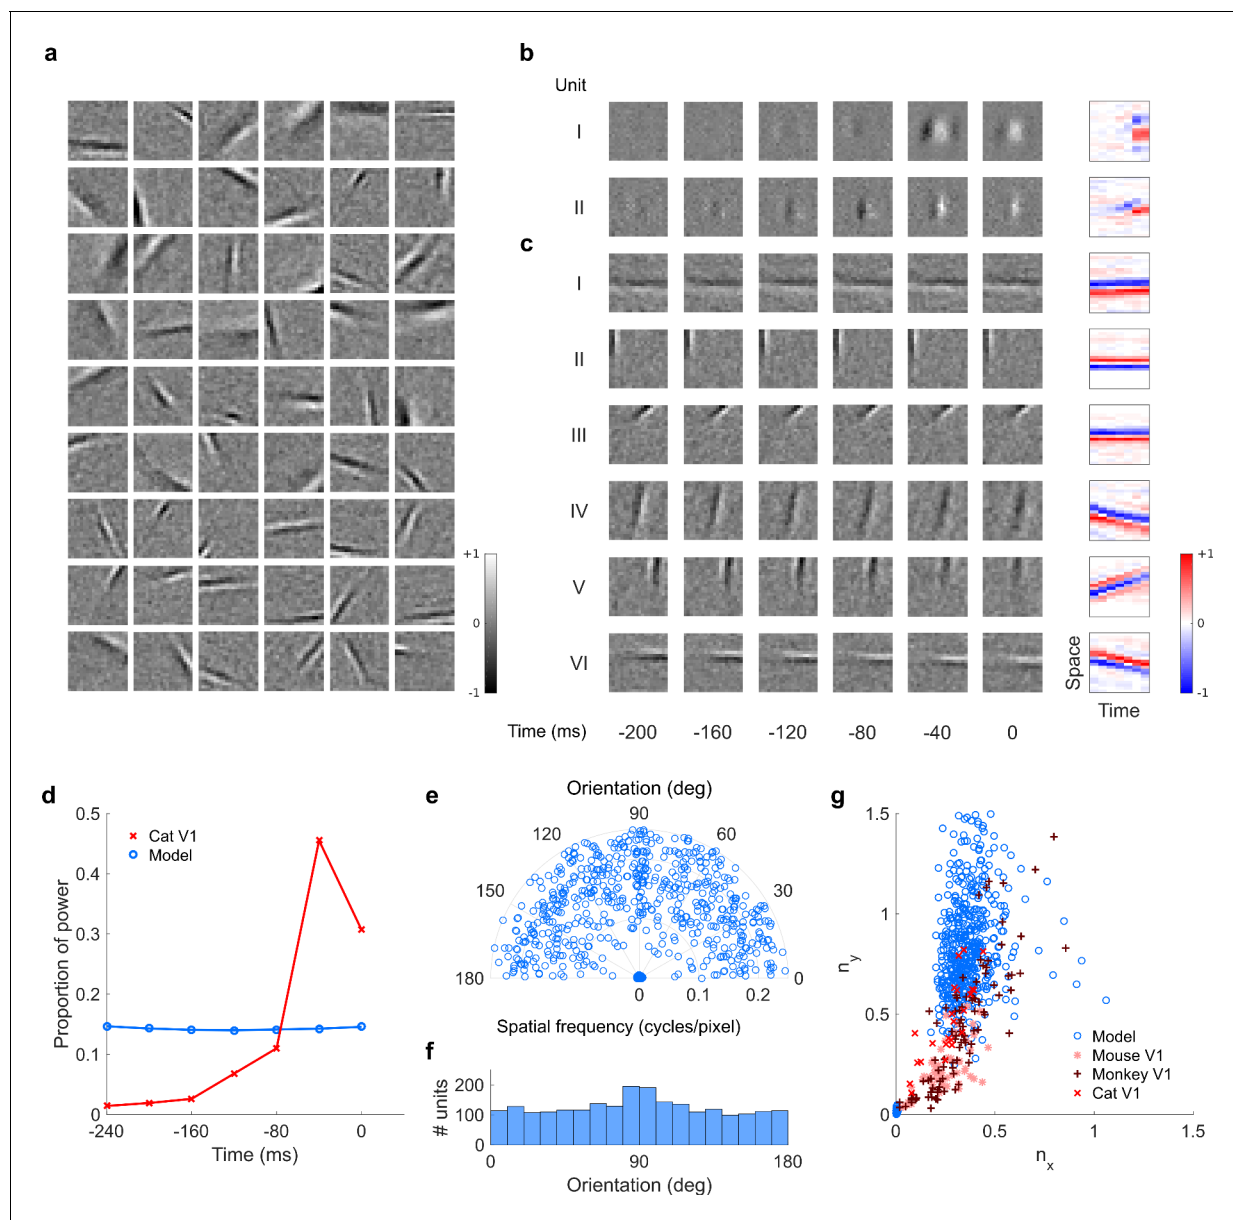 a
+1
0
-1
b
Unit
I
II
c
I
II
III
IV
V
VI
Time (ms) -200 -160 -120 -80 -40 0
Space
Time
+1
0
-1
d
Proportion of power
0.5
0.4
0.3
0.2
0.1
0
Cat V1
Model
-240 -160 -80 0
Time (ms)
e
Orientation (deg)
90
120 60
150 30
180 0
0 0.1 0.2
Spatial frequency (cycles/pixel)
f
# units
200
100
0
0 90 180
Orientation (deg)
g
n_y
1.5
1
0.5
0
Model
Mouse V1
Monkey V1
Cat V1
0 0.5 1 1.5
n_x